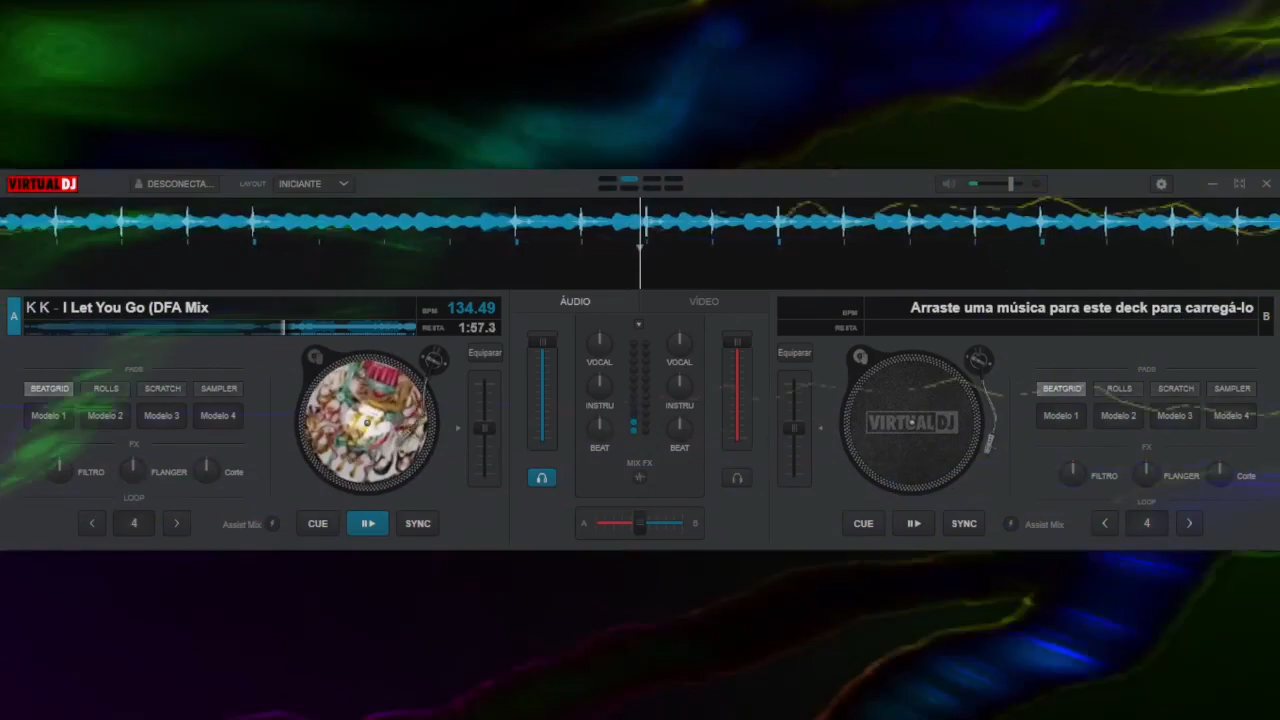 VIRTUALDJ
DESCONECTA...
LAYOUT
INICIANTE
A
K K - I Let You Go (DFA Mix
BPM
134.49
RESTA
1:57.3
ÁUDIO
VÍDEO
BPM
RESTA
Arraste uma música para este deck para carregá-lo
B
Equiparar
VOCAL
VOCAL
INSTRU
INSTRU
BEAT
BEAT
MIX FX
A
B
Equiparar
PADS
BEATGRID
ROLLS
SCRATCH
SAMPLER
Modelo 1
Modelo 2
Modelo 3
Modelo 4
FX
FILTRO
FLANGER
Corte
LOOP
4
Assist Mix
CUE
SYNC
VIRTUALDJ
PADS
BEATGRID
ROLLS
SCRATCH
SAMPLER
Modelo 1
Modelo 2
Modelo 3
Modelo 4
FX
FILTRO
FLANGER
Corte
LOOP
CUE
SYNC
Assist Mix
4